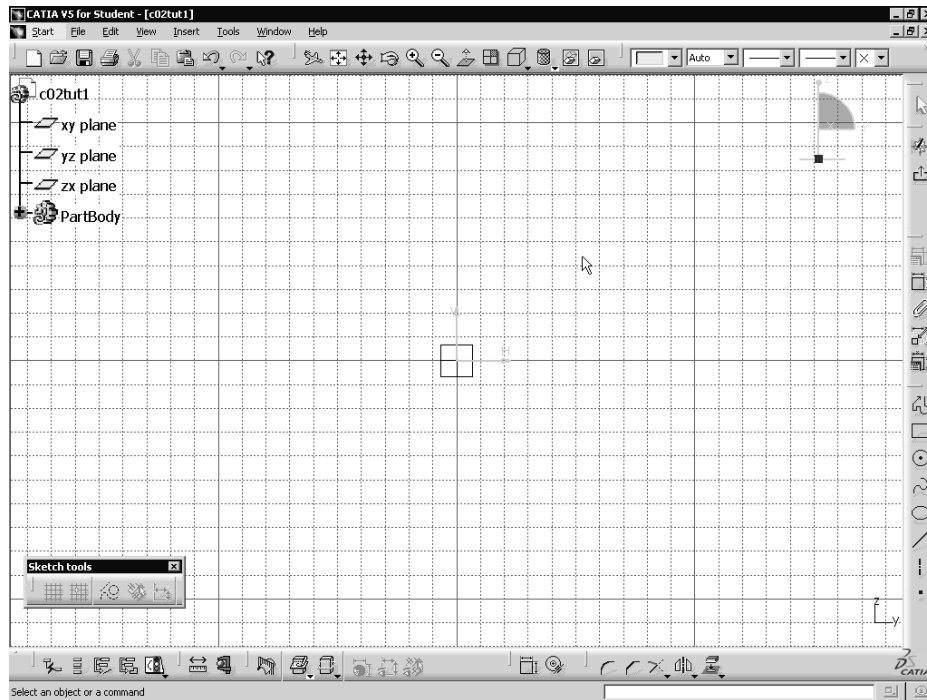 CATIA V5 for Student - [c02tut1]
Start File Edit View Insert Tools Window Help
Auto
c02tut1
xy plane
yz plane
zx plane
PartBody
V
H
Sketch tools
z
y
CATIA
Select an object or a command